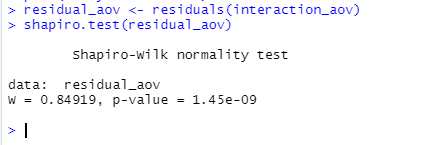 > residual_aov <- residuals(interaction_aov)
> shapiro.test(residual_aov)
Shapiro-Wilk normality test
data:  residual_aov
W = 0.84919, p-value = 1.45e-09
>